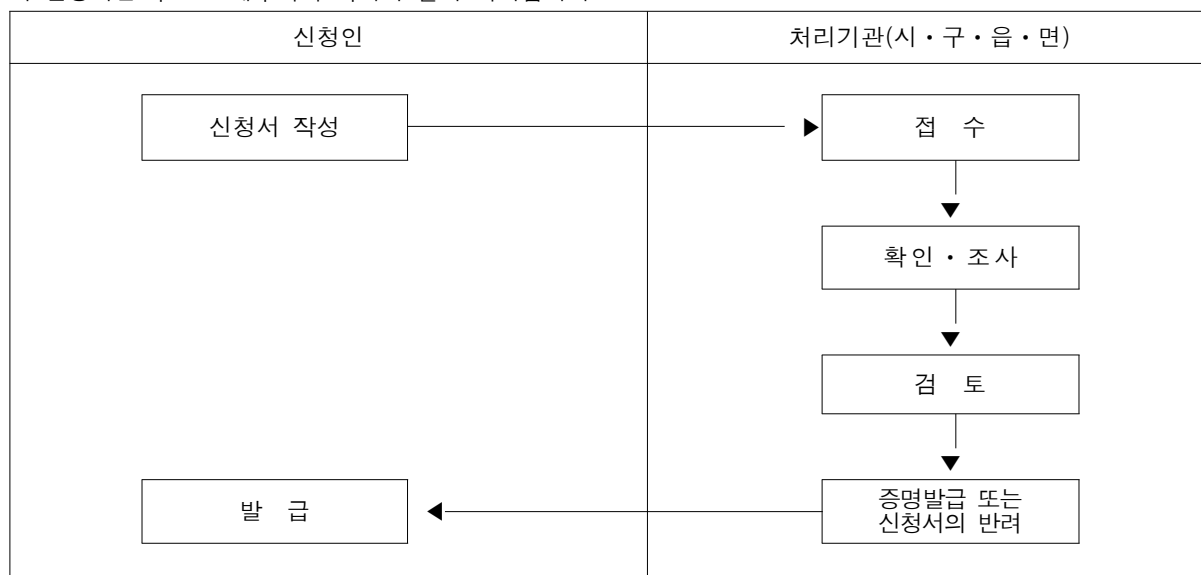 신청인
처리기관(시・구・읍・면)
신청서 작성
접 수
확인・조사
검 토
발 급
증명발급 또는
신청서의 반려